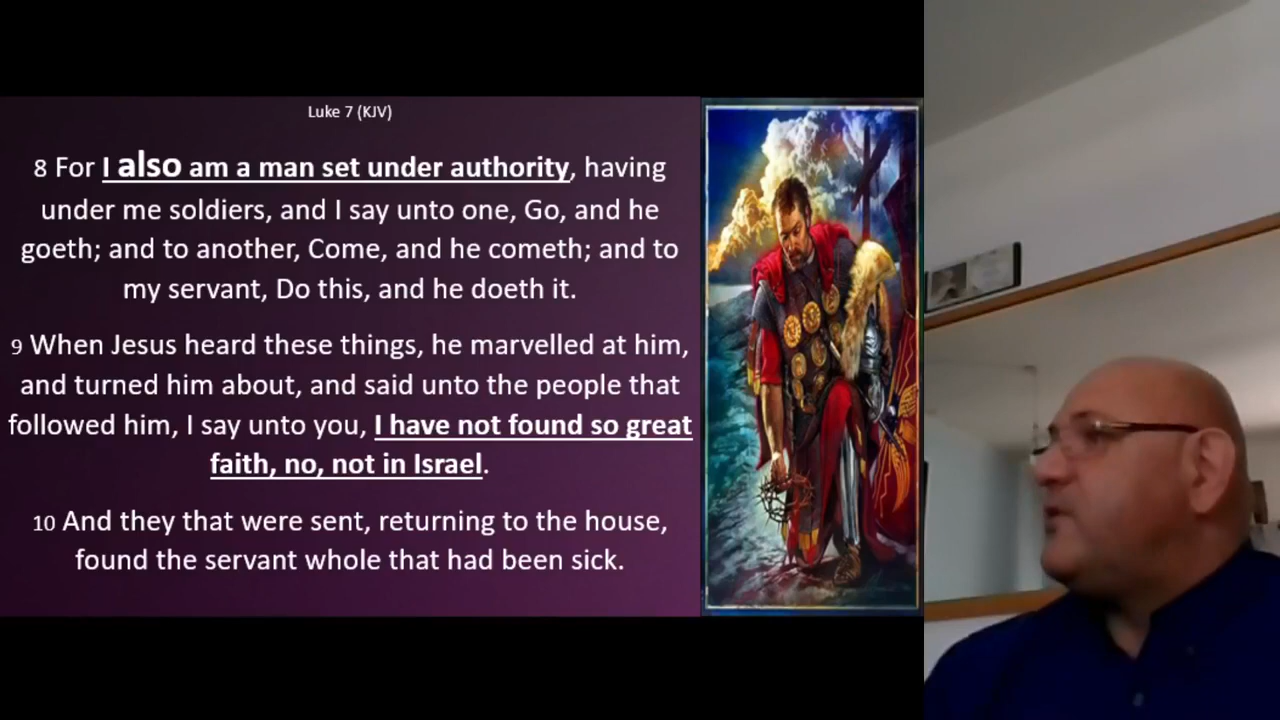 Luke 7 (KJV)
8 For I also am a man set under authority, having
under me soldiers, and I say unto one, Go, and he
goeth; and to another, Come, and he cometh; and to
my servant, Do this, and he doeth it.
9 When Jesus heard these things, he marvelled at him,
and turned him about, and said unto the people that
followed him, I say unto you, I have not found so great
faith, no, not in Israel.
10 And they that were sent, returning to the house,
found the servant whole that had been sick.